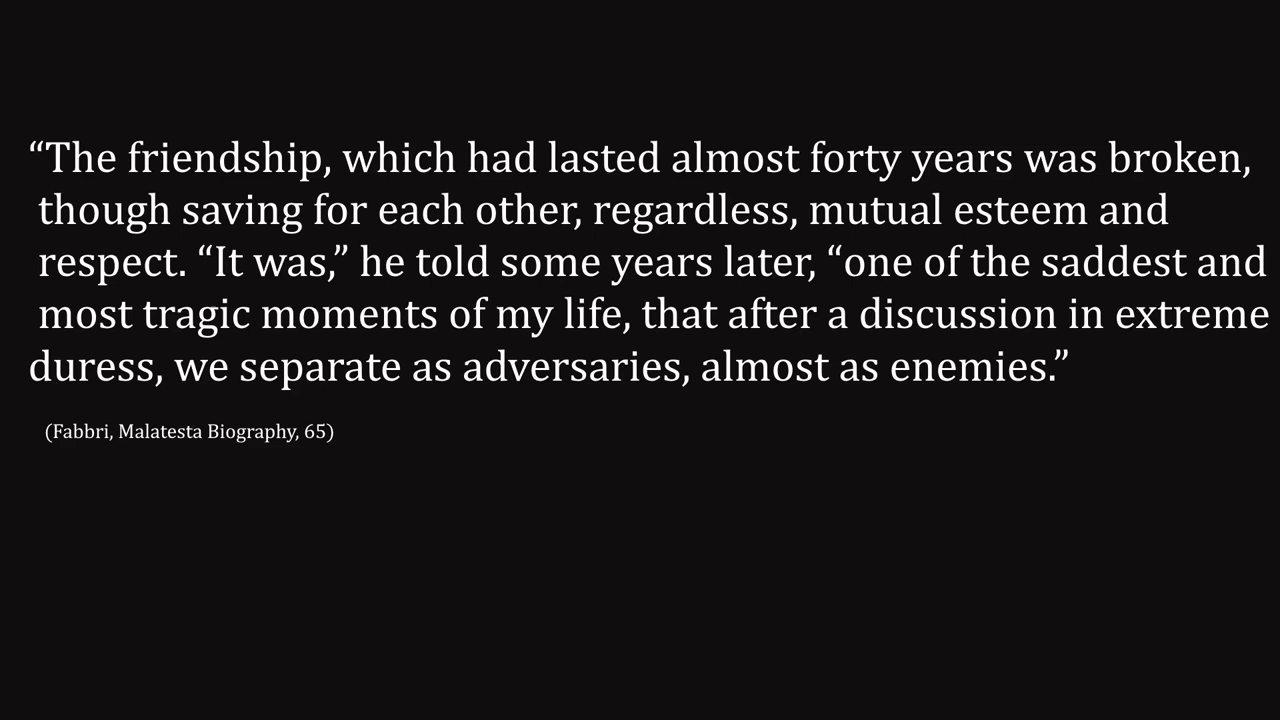 “The friendship, which had lasted almost forty years was broken,
though saving for each other, regardless, mutual esteem and
respect. “It was,” he told some years later, “one of the saddest and
most tragic moments of my life, that after a discussion in extreme
duress, we separate as adversaries, almost as enemies.”
(Fabbri, Malatesta Biography, 65)